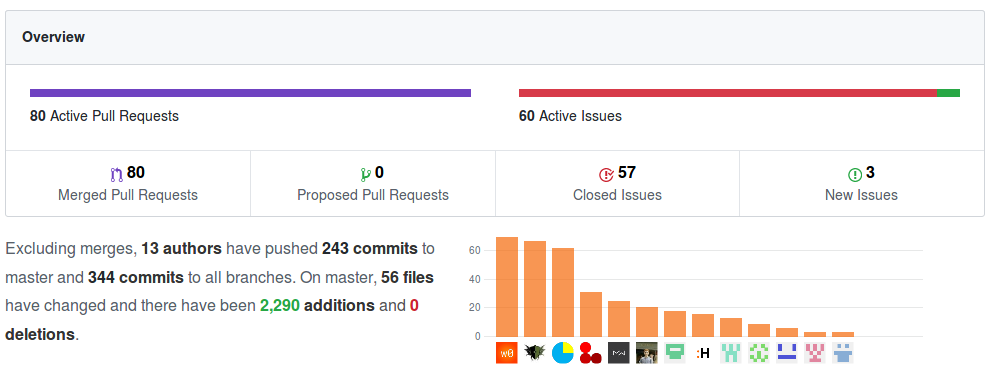 Overview
80 Active Pull Requests
60 Active Issues
80
Merged Pull Requests
0
Proposed Pull Requests
57
Closed Issues
3
New Issues
Excluding merges, 13 authors have pushed 243 commits to
master and 344 commits to all branches. On master, 56 files
have changed and there have been 2,290 additions and 0
deletions.
60
40
20
0
w0
:H